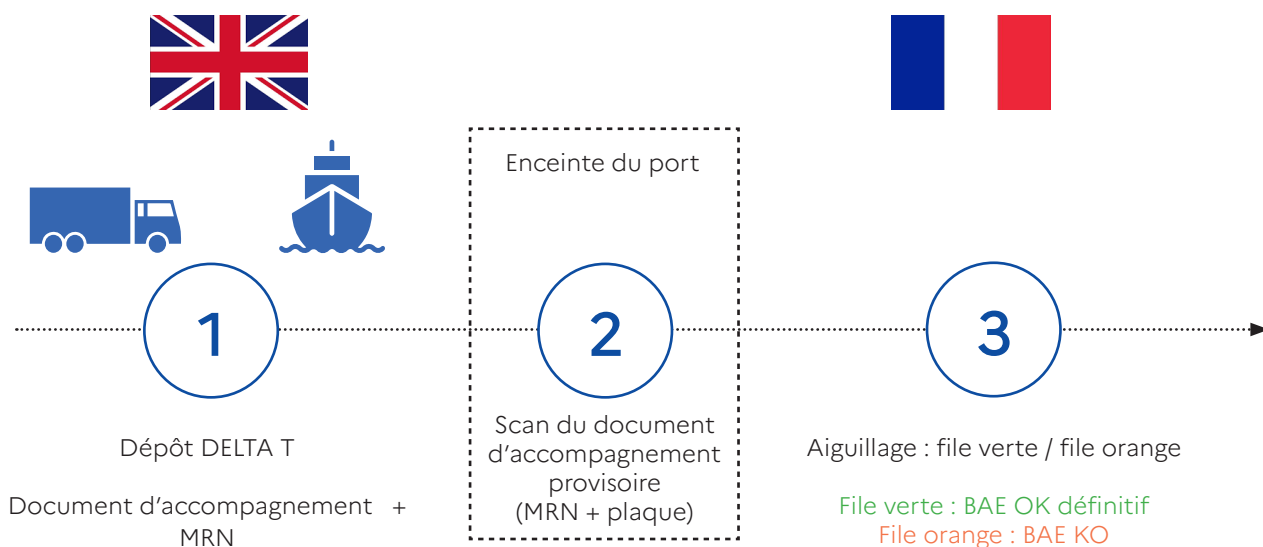 Enceinte du port
1
2
3
Dépôt DELTA T
Document d'accompagnement +
MRN
Scan du document
d'accompagnement
provisoire
(MRN + plaque)
Aiguillage : file verte / file orange
File verte : BAE OK définitif
File orange : BAE KO